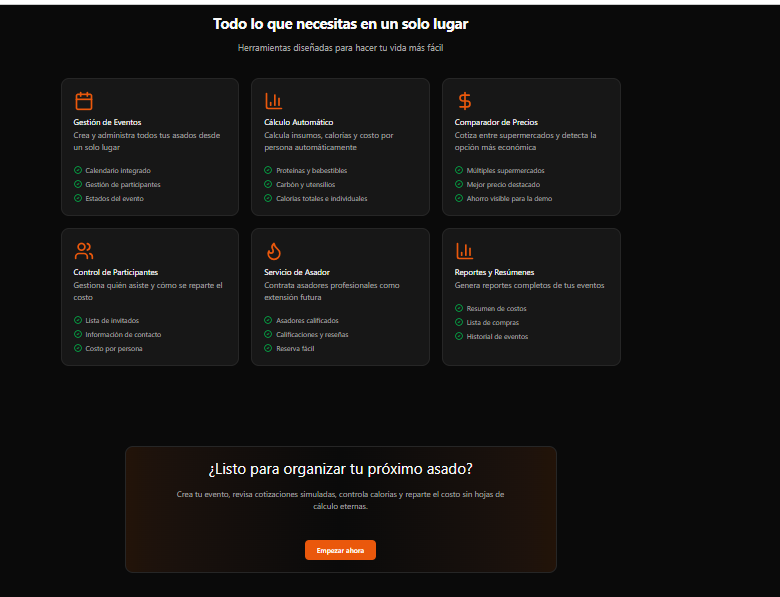 Todo lo que necesitas en un solo lugar
Herramientas diseñadas para hacer tu vida más fácil
Gestión de Eventos
Crea y administra todos tus asados desde
un solo lugar
Calendario integrado
Gestión de participantes
Estados del evento
Cálculo Automático
Calcula insumos, calorías y costo por
persona automáticamente
Proteínas y bebestibles
Carbón y utensilios
Calorías totales e individuales
Comparador de Precios
Cotiza entre supermercados y detecta la
opción más económica
Múltiples supermercados
Mejor precio destacado
Ahorro visible para la demo
Control de Participantes
Gestiona quién asiste y cómo se reparte el
costo
Lista de invitados
Información de contacto
Costo por persona
Servicio de Asador
Contrata asadores profesionales como
extensión futura
Asadores calificados
Calificaciones y reseñas
Reserva fácil
Reportes y Resúmenes
Genera reportes completos de tus eventos
Resumen de costos
Lista de compras
Historial de eventos
¿Listo para organizar tu próximo asado?
Crea tu evento, revisa cotizaciones simuladas, controla calorías y reparte el costo sin hojas de
cálculo eternas.
Empezar ahora